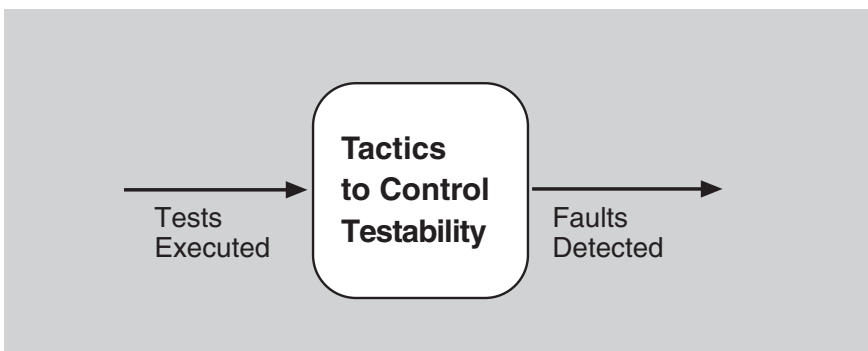 Tests
Executed
Tactics
to Control
Testability
Faults
Detected